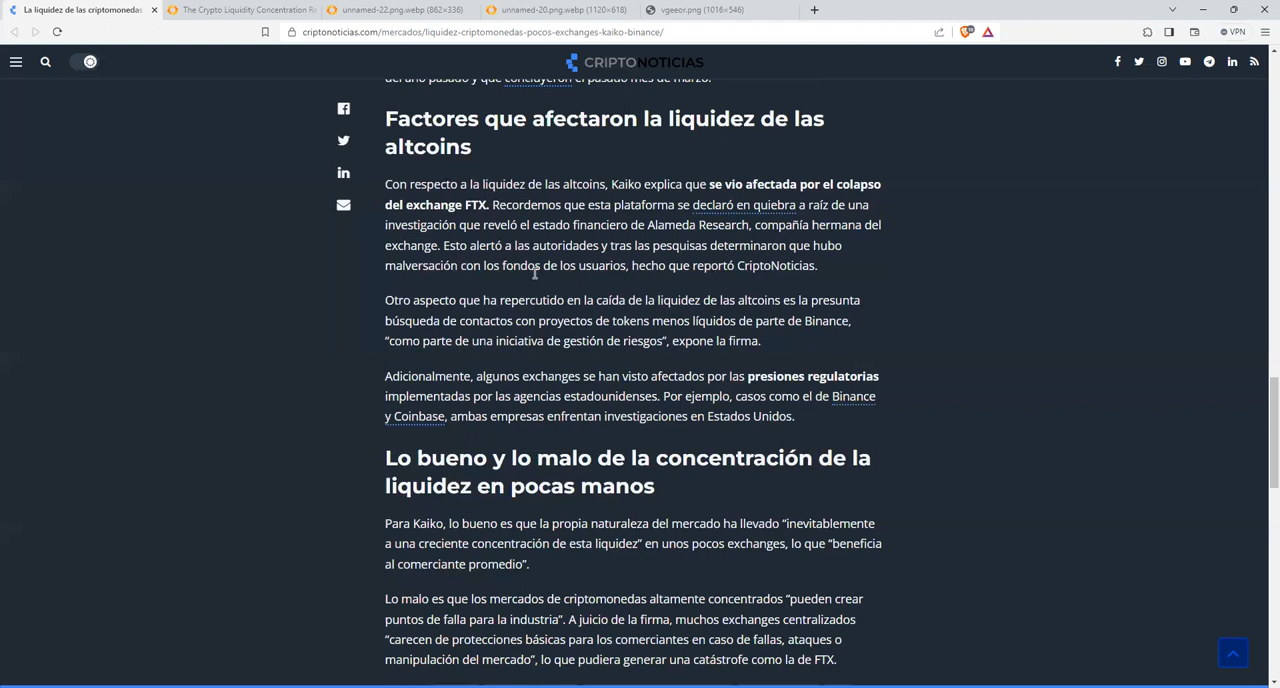 La liquidez de las criptomonedas
The Crypto Liquidity Concentration Re
unnamed-22.png.webp (862×336)
unnamed-20.png.webp (1120×618)
vgeeor.png (1016×546)
criptonoticias.com/mercados/liquidez-criptomonedas-pocos-exchanges-kaiko-binance/
VPN
CRIPTONOTICIAS
del año pasado y que concluyeron el pasado mes de marzo.
Factores que afectaron la liquidez de las
altcoins
Con respecto a la liquidez de las altcoins, Kaiko explica que se vio afectada por el colapso
del exchange FTX. Recordemos que esta plataforma se declaró en quiebra a raíz de una
investigación que reveló el estado financiero de Alameda Research, compañía hermana del
exchange. Esto alertó a las autoridades y tras las pesquisas determinaron que hubo
malversación con los fondos de los usuarios, hecho que reportó CriptoNoticias.
Otro aspecto que ha repercutido en la caída de la liquidez de las altcoins es la presunta
búsqueda de contactos con proyectos de tokens menos líquidos de parte de Binance,
“como parte de una iniciativa de gestión de riesgos”, expone la firma.
Adicionalmente, algunos exchanges se han visto afectados por las presiones regulatorias
implementadas por las agencias estadounidenses. Por ejemplo, casos como el de Binance
y Coinbase, ambas empresas enfrentan investigaciones en Estados Unidos.
Lo bueno y lo malo de la concentración de la
liquidez en pocas manos
Para Kaiko, lo bueno es que la propia naturaleza del mercado ha llevado “inevitablemente
a una creciente concentración de esta liquidez” en unos pocos exchanges, lo que “beneficia
al comerciante promedio”.
Lo malo es que los mercados de criptomonedas altamente concentrados “pueden crear
puntos de falla para la industria”. A juicio de la firma, muchos exchanges centralizados
“carecen de protecciones básicas para los comerciantes en caso de fallas, ataques o
manipulación del mercado”, lo que pudiera generar una catástrofe como la de FTX.